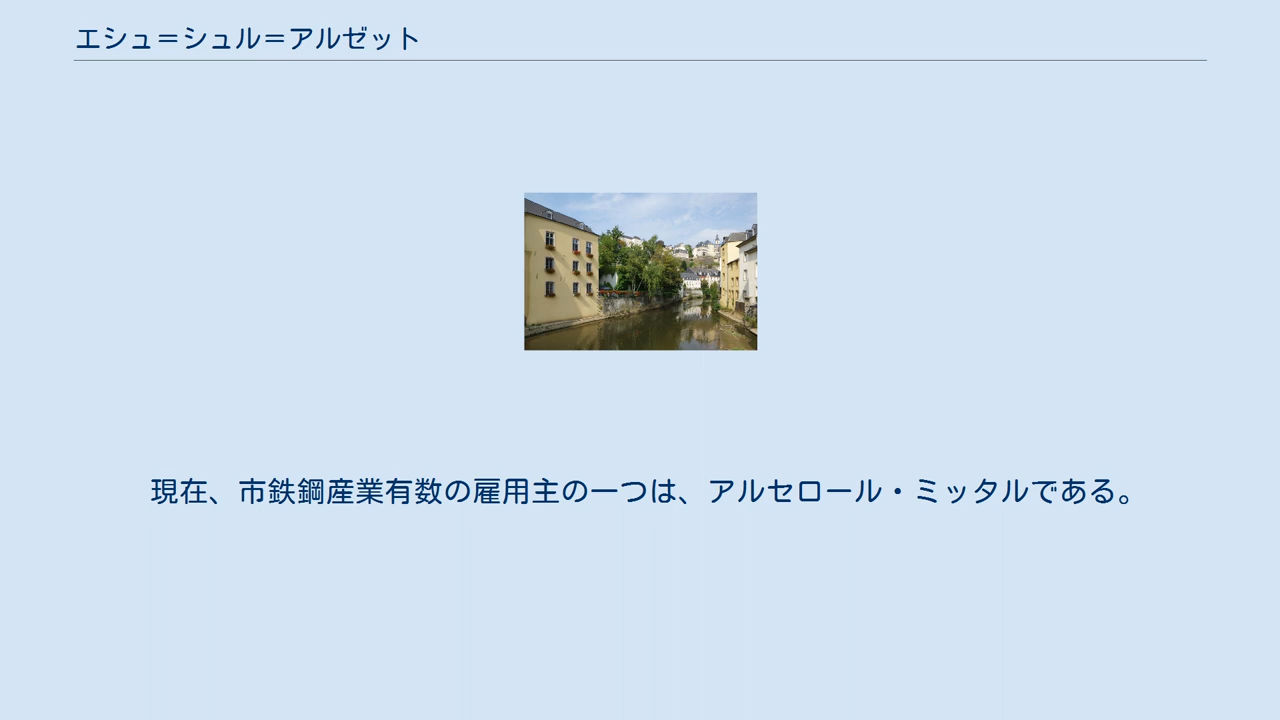 エシュ＝シュル＝アルゼット
現在、市鉄鋼産業有数の雇用主の一つは、アルセロール・ミッタルである。